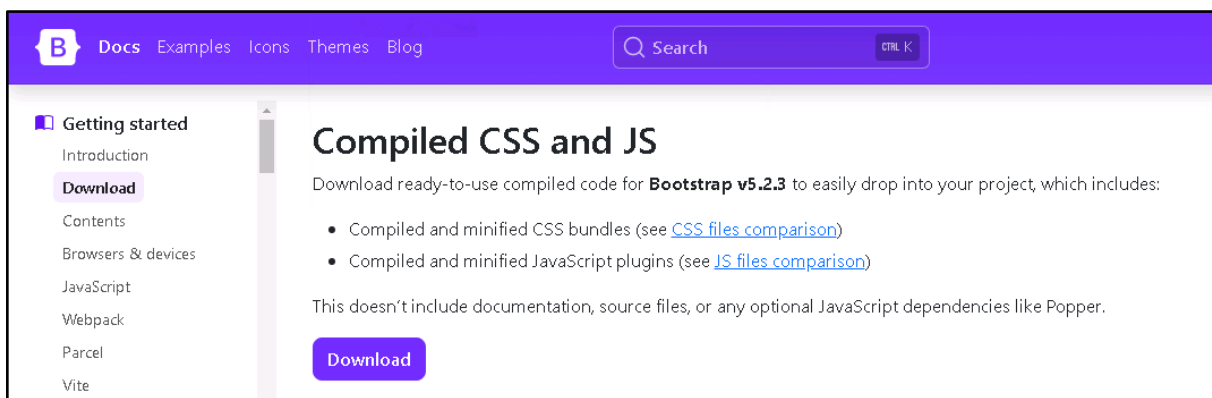 B Docs Examples Icons Themes Blog Search CTRL K
Getting started
Introduction
Download
Contents
Browsers & devices
JavaScript
Webpack
Parcel
Vite
Compiled CSS and JS
Download ready-to-use compiled code for Bootstrap v5.2.3 to easily drop into your project, which includes:
• Compiled and minified CSS bundles (see CSS files comparison)
• Compiled and minified JavaScript plugins (see JS files comparison)
This doesn't include documentation, source files, or any optional JavaScript dependencies like Popper.
Download